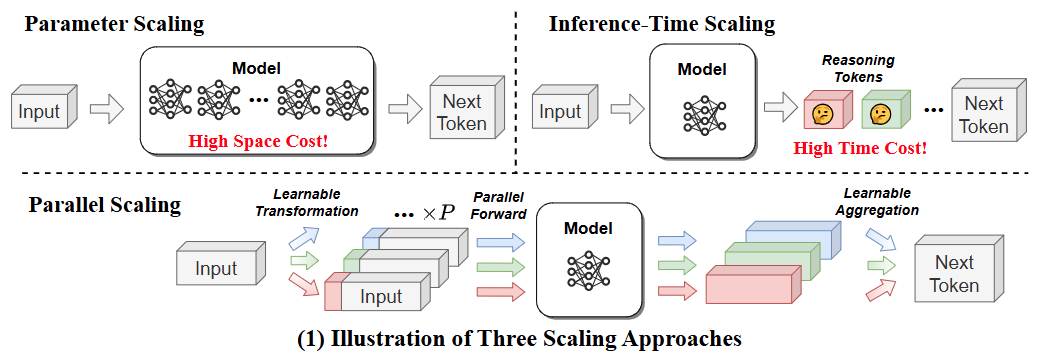 Parameter Scaling
Model
Input
...
High Space Cost!
Next
Token
Inference-Time Scaling
Model
Input
Reasoning
Tokens
...
High Time Cost!
Next
Token
Parallel Scaling
Learnable
Transformation
... ×P
Parallel
Forward
Model
Learnable
Aggregation
Input
Input
Next
Token
(1) Illustration of Three Scaling Approaches